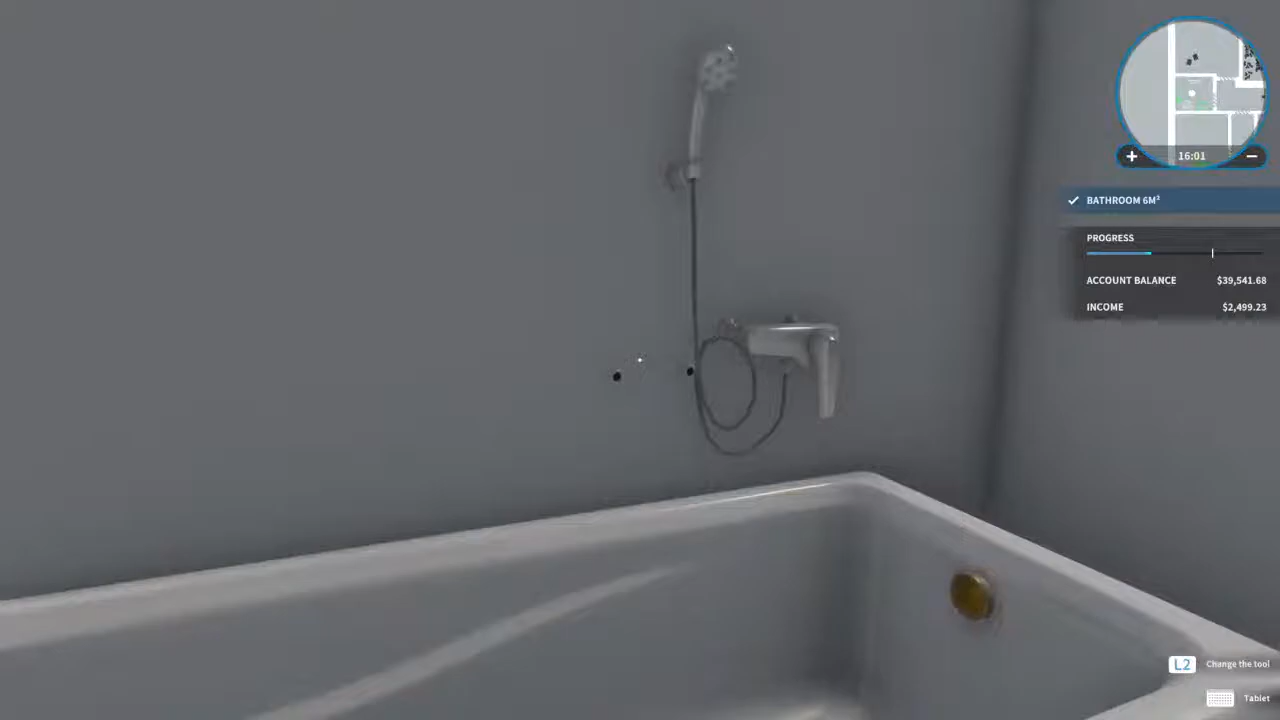 16:01
BATHROOM 6M²
PROGRESS
ACCOUNT BALANCE $39,541.68
INCOME $2,499.23
L2 Change the tool
Tablet